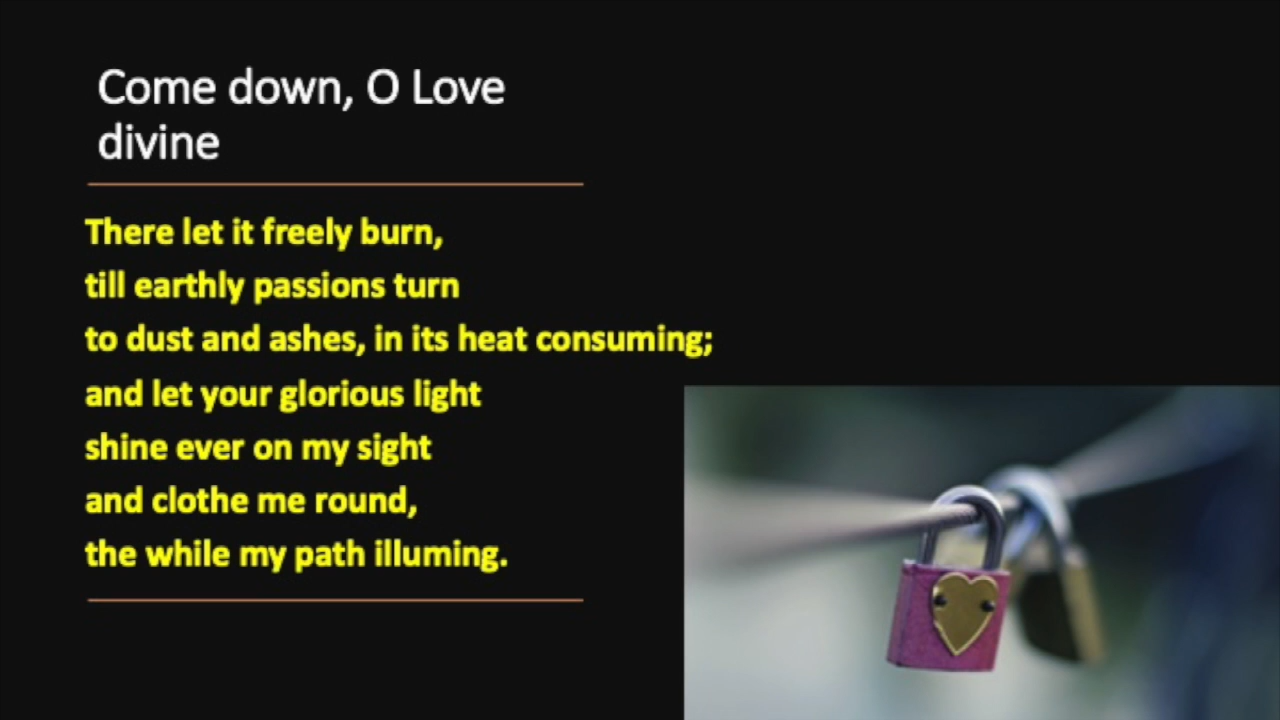 Come down, O Love
divine
There let it freely burn,
till earthly passions turn
to dust and ashes, in its heat consuming;
and let your glorious light
shine ever on my sight
and clothe me round,
the while my path illuming.